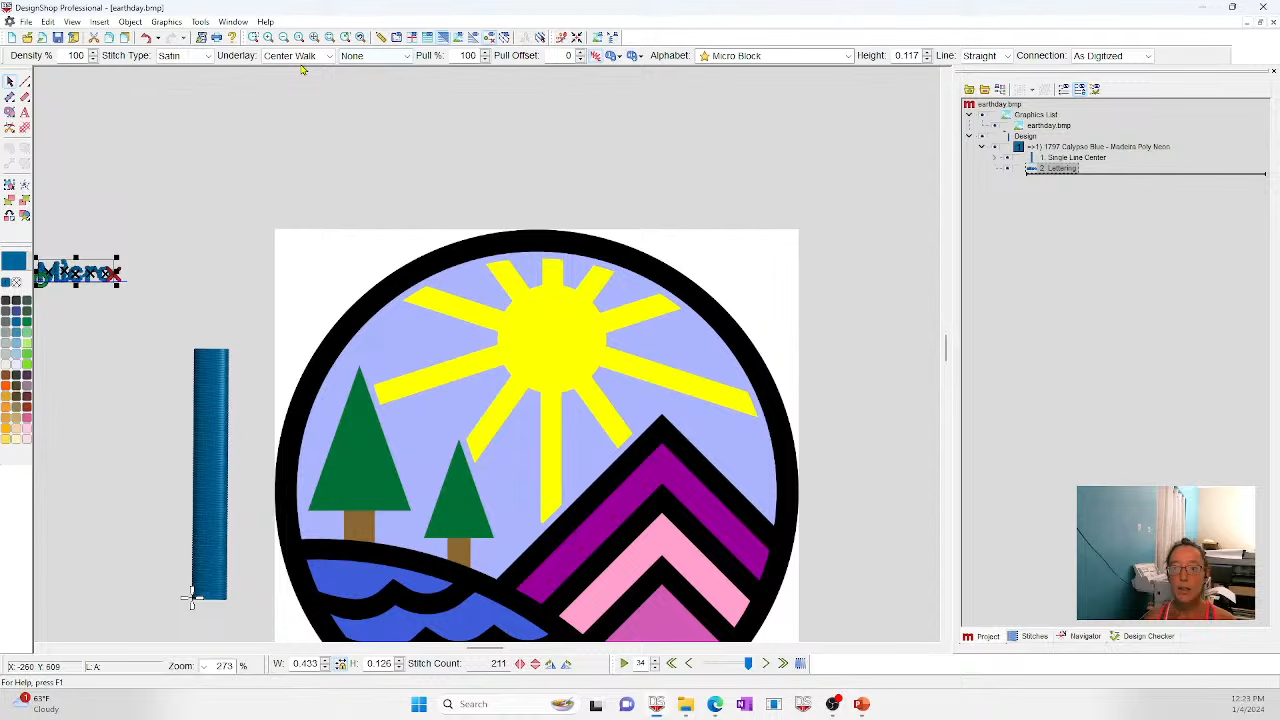 DesignShop Professional - [earthday.bmp]
File Edit View Insert Object Graphics Tools Window Help
Density % 100 Stitch Type: Satin Underlay: Center Walk None Pull % 100 Pull Offset: 0 Alphabet: Micro Block Height: 0.117 Line: Straight Connection: As Digitized
earthday.bmp
Graphics List
earthday.bmp
Design
=>1) 1797 Calypso Blue - Madeira Poly Neon
1: Single Line Center
2: Lettering
Micro
Project Stitches Navigator Design Checker
X: -260 Y: 509 L: A: Zoom: 273 % W: 0.433 H: 0.126 Stitch Count: 211 34
For Help, press F1
63°F
Cloudy
Search
12:23 PM
1/4/2024